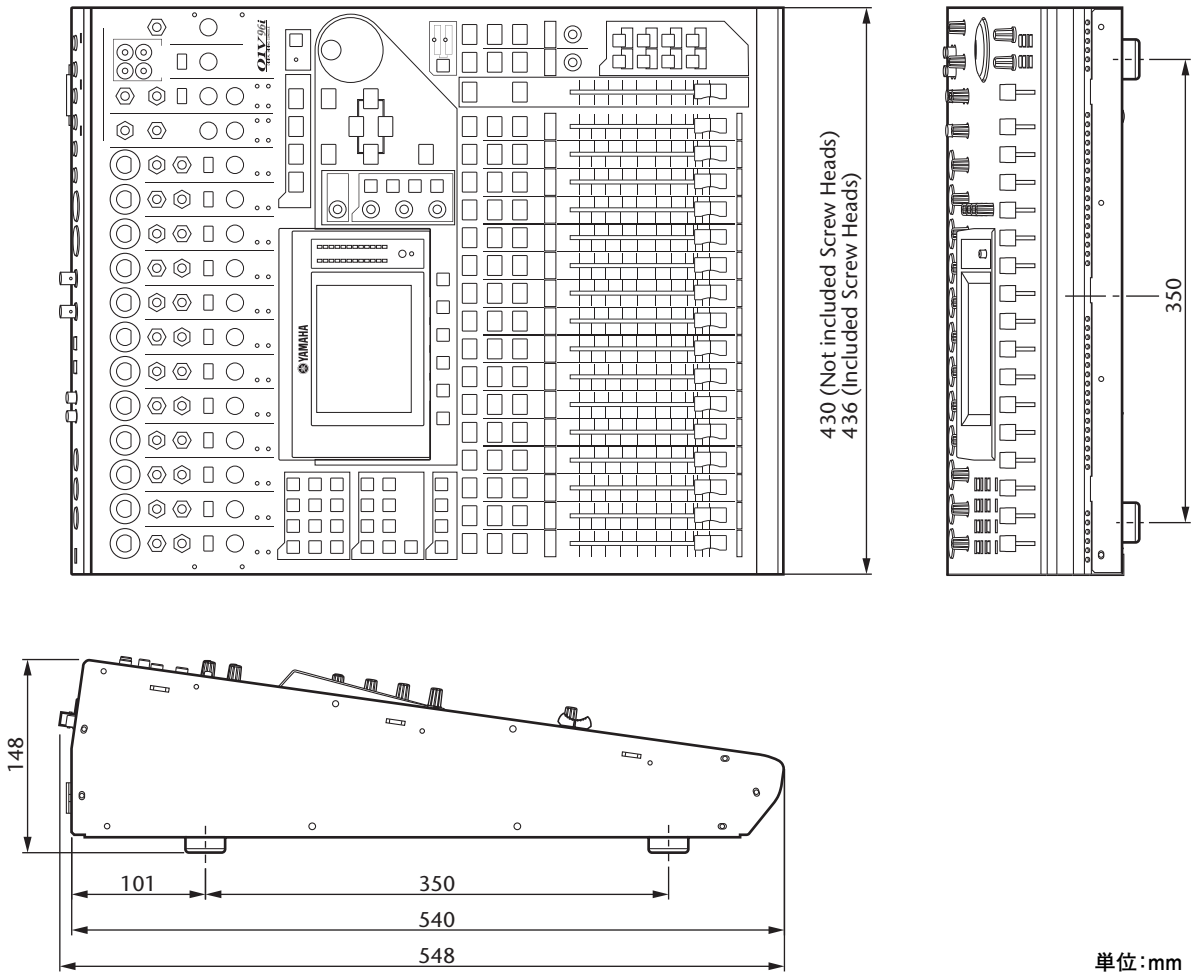 01V96i
YAMAHA
430 (Not included Screw Heads)
436 (Included Screw Heads)
350
148
101
350
540
548
単位：mm